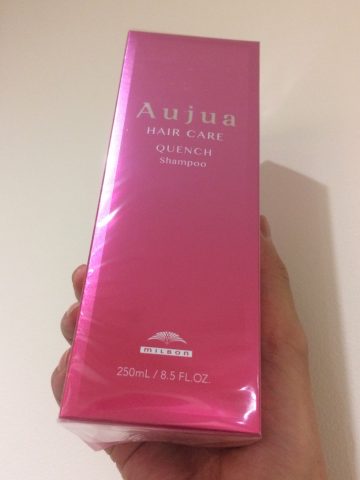 Aujua
HAIR CARE
QUENCH
Shampoo
MILBON
250mL / 8.5 FL.OZ.